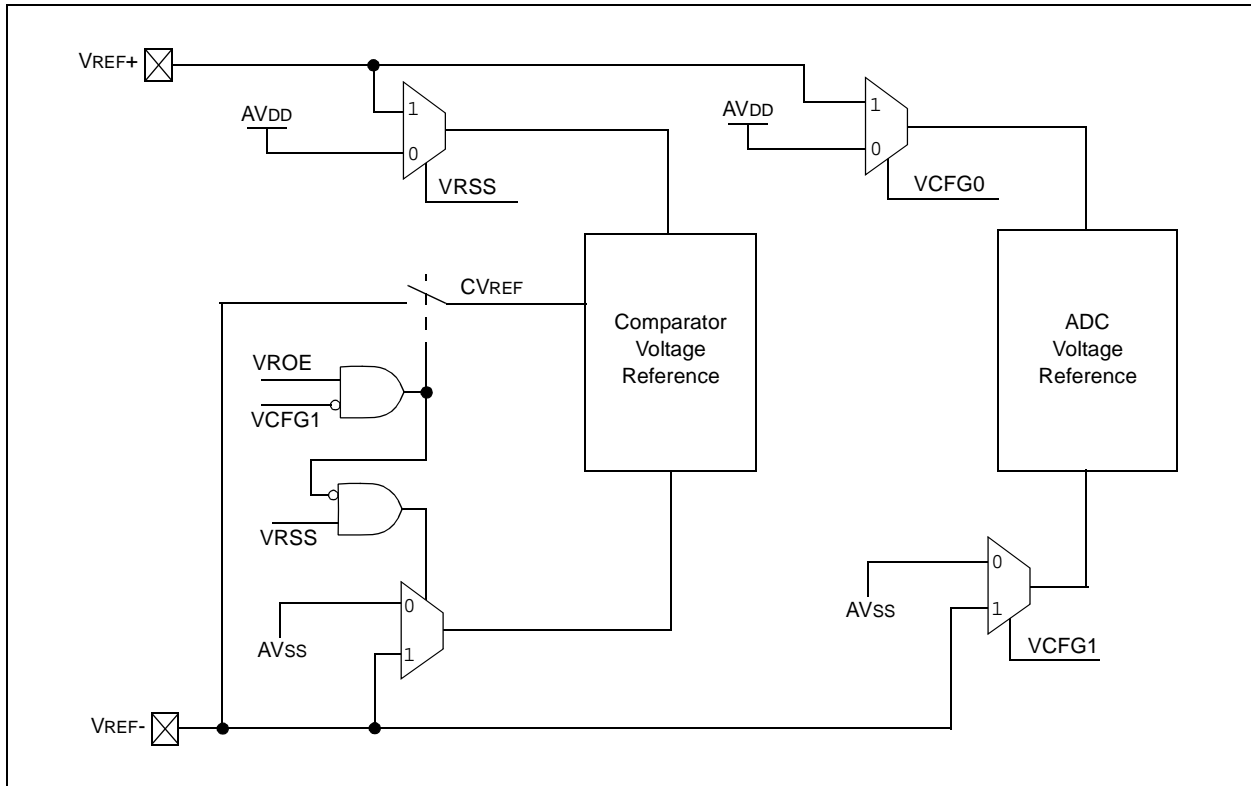 VREF+
AVDD
1
0
VRSS
AVDD
1
0
VCFG0
CVREF
Comparator
Voltage
Reference
ADC
Voltage
Reference
VROE
VCFG1
VRSS
AVSS
0
1
AVSS
0
1
VCFG1
VREF-